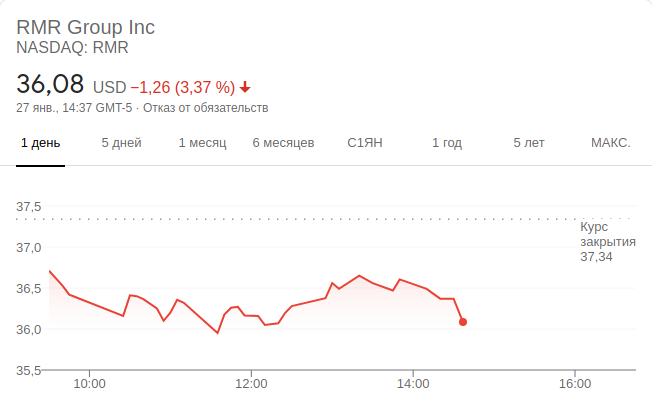 RMR Group Inc
NASDAQ: RMR
36,08 USD −1,26 (3,37 %)
27 янв., 14:37 GMT-5 · Отказ от обязательств
1 день 5 дней 1 месяц 6 месяцев С1ЯН 1 год 5 лет МАКС.
37,5
Курс
закрытия
37,34
37,0
36,5
36,0
35,5
10:00 12:00 14:00 16:00